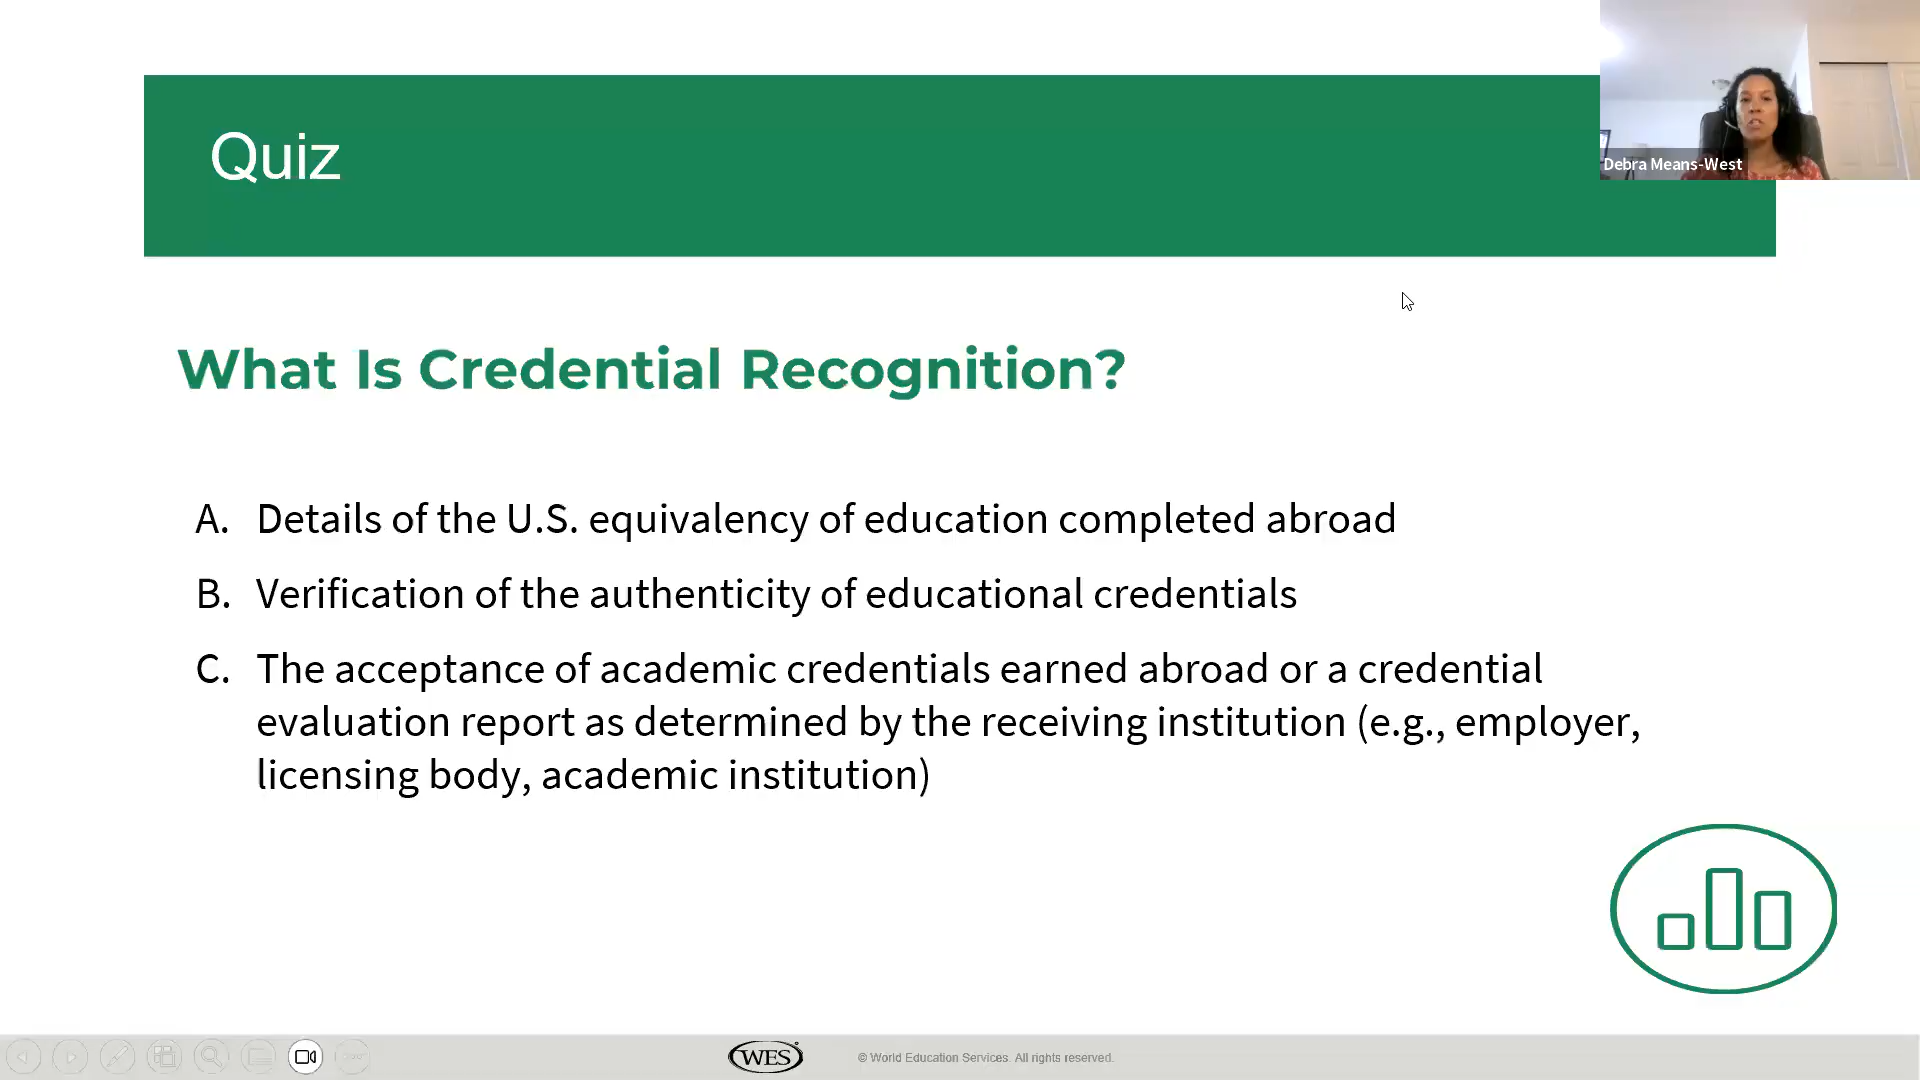 Quiz
Debra Means-West
What Is Credential Recognition?
A. Details of the U.S. equivalency of education completed abroad
B. Verification of the authenticity of educational credentials
C. The acceptance of academic credentials earned abroad or a credential
evaluation report as determined by the receiving institution (e.g., employer,
licensing body, academic institution)
WES
© World Education Services. All rights reserved.